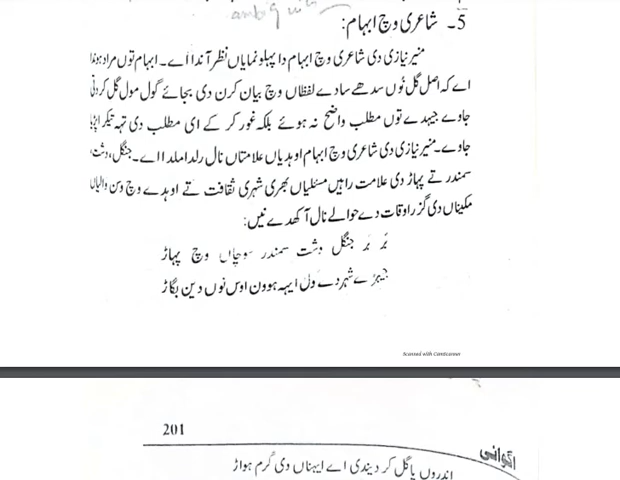 ambiguity
5۔ شاعری وچ ابہام:
منیر نیازی دی شاعری وچ ابہام دا پہلو نمایاں نظر آندا اے۔ ابہام توں مراد ہوندا
اے کہ اصل گل نوں سدھے سادے لفظاں وچ بیان کرن دی بجائے گول مول گل کر دتی
جاوے جیہدے توں مطلب واضح نہ ہوئے بلکہ غور کر کے ای مطلب دی تہہ تیکر اپڑیا
جاوے۔ منیر نیازی دی شاعری وچ ابہام اوہدیاں علامتاں نال رلدا ملدا اے۔ جنگل، دشت،
سمندر تے پہاڑ دی علامت راہیں مسئلیاں بھری شہری ثقافت تے اوہدے وچ وسن والیاں
مکیناں دی گزر اوقات دے حوالے نال آکھدے نیں:
بَر بَر جنگل دشت سمندر سوچاں وچ پہاڑ
جیہڑے شہر دے ول ایہہ ہوون اوس نوں دین بگاڑ
Scanned with CamScanner
201
اگوانی
اندروں پاگل کر دیندی اے ایہناں دی گرم ہواڑ